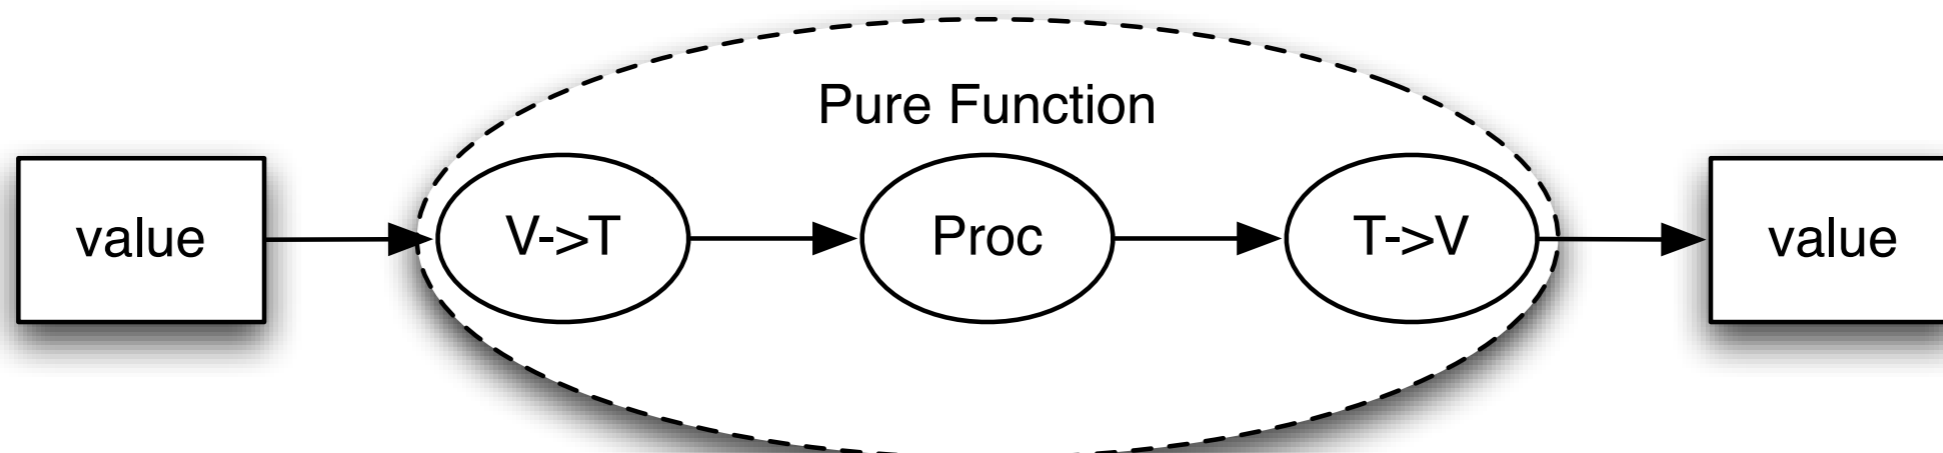 Pure Function
value
V->T
Proc
T->V
value